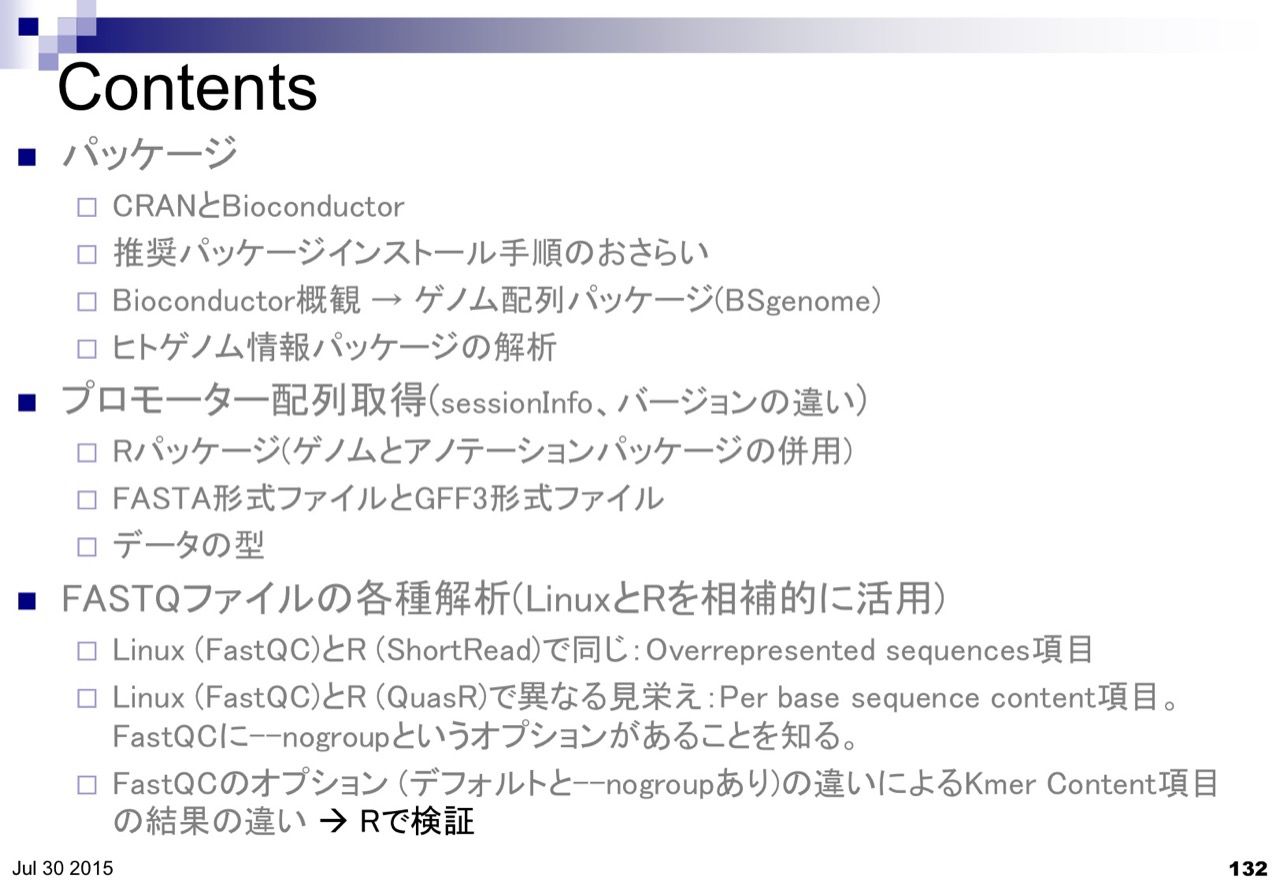 Contents
パッケージ
CRANとBioconductor
推奨パッケージインストール手順のおさらい
Bioconductor概観 → ゲノム配列パッケージ(BSgenome)
ヒトゲノム情報パッケージの解析
プロモーター配列取得(sessionInfo、バージョンの違い)
Rパッケージ(ゲノムとアノテーションパッケージの併用)
FASTA形式ファイルとGFF3形式ファイル
データの型
FASTQファイルの各種解析(LinuxとRを相補的に活用)
Linux (FastQC)とR (ShortRead)で同じ：Overrepresented sequences項目
Linux (FastQC)とR (QuasR)で異なる見栄え：Per base sequence content項目。
FastQCに--nogroupというオプションがあることを知る。
FastQCのオプション (デフォルトと--nogroupあり)の違いによるKmer Content項目
の結果の違い → Rで検証
Jul 30 2015
132